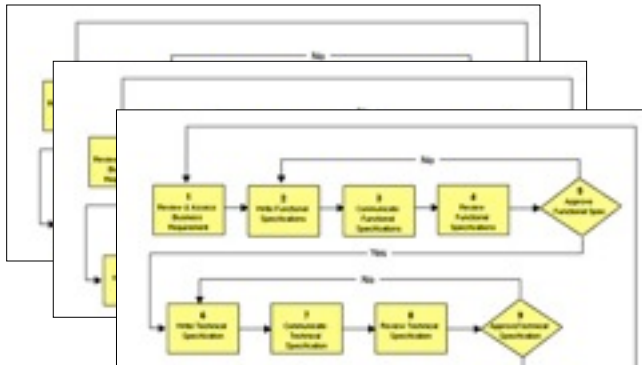 No
No
1
Review & Assess
Business
Requirement
2
Write Functional
Specifications
3
Communicate
Functional
Specifications
4
Review
Functional
Specifications
5
Approve
Functional Spec
Yes
No
6
Write Technical
Specification
7
Communicate
Technical
Specification
8
Review Technical
Specification
9
Approve Technical
Specification